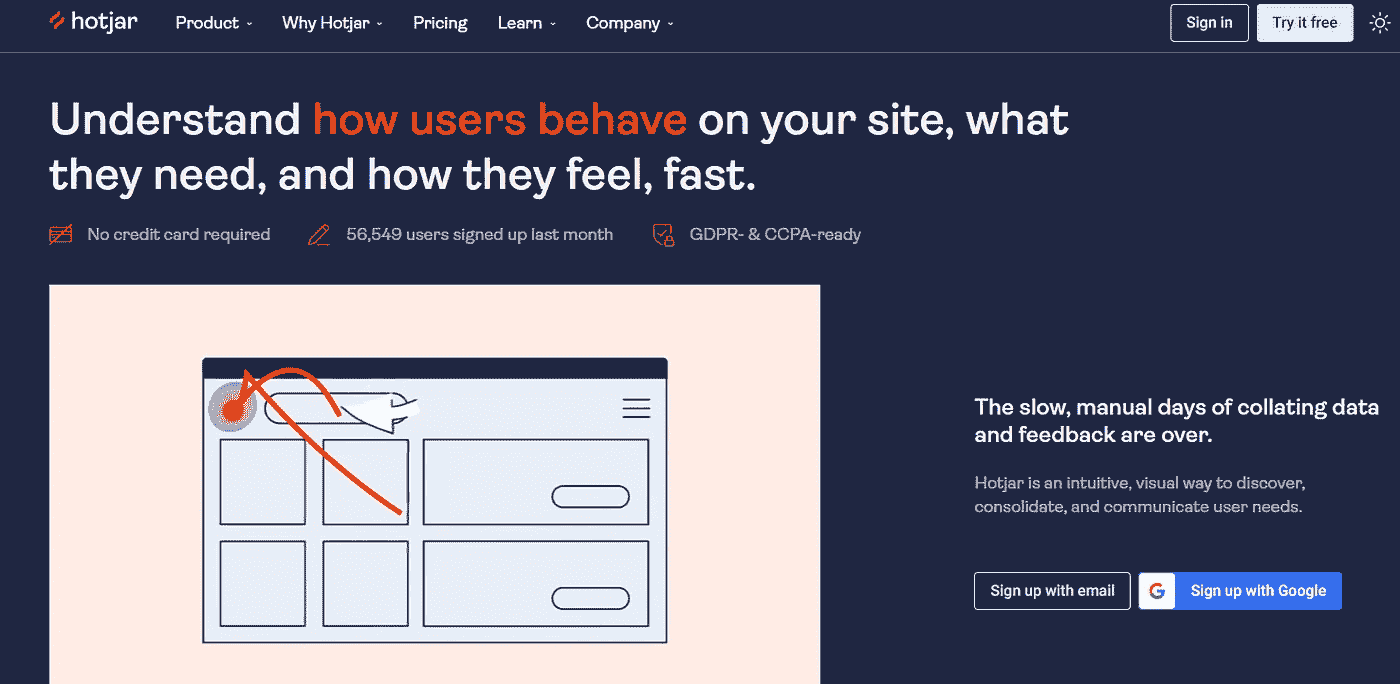 hotjar Product Why Hotjar Pricing Learn Company Sign in Try it free
Understand how users behave on your site, what
they need, and how they feel, fast.
No credit card required 56,549 users signed up last month GDPR- & CCPA-ready
The slow, manual days of collating data
and feedback are over.
Hotjar is an intuitive, visual way to discover,
consolidate, and communicate user needs.
Sign up with email G Sign up with Google